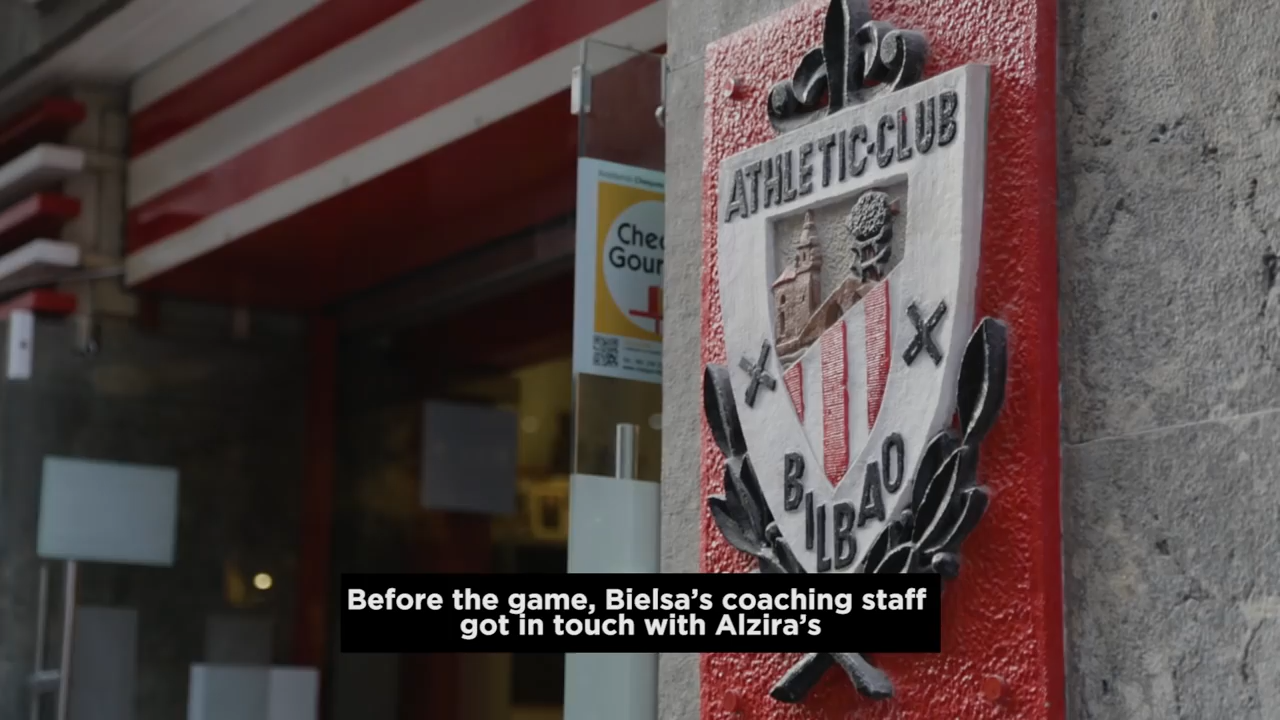 ATHLETIC-CLUB
BILBAO
Before the game, Bielsa's coaching staff
got in touch with Alzira's